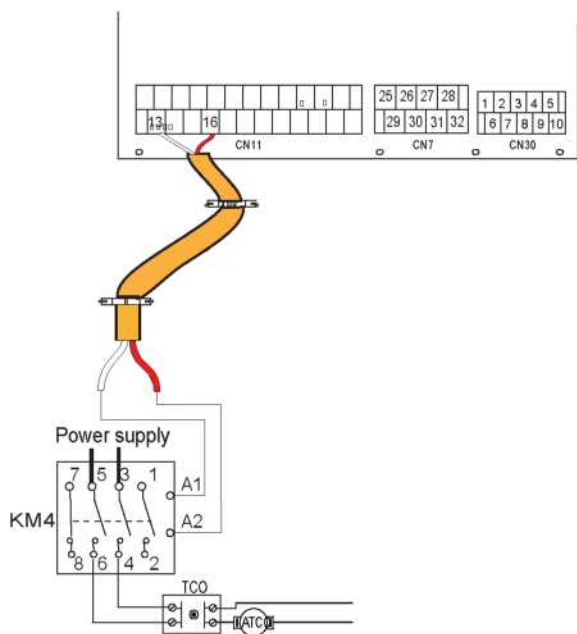 25 26 27 28
1 2 3 4 5
13 16
29 30 31 32
6 7 8 9 10
CN11
CN7
CN30
Power supply
7 5 3 1
A1
KM4
A2
8 6 4 2
TCO
ATCO